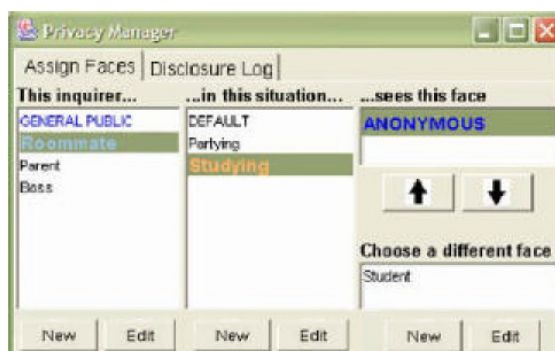 Privacy Manager
Assign Faces Disclosure Log
This inquirer... ...in this situation... ...sees this face
GENERAL PUBLIC DEFAULT ANONYMOUS
Roommate Partying
Parent Studying
Boss
Choose a different face
Student
New Edit New Edit New Edit